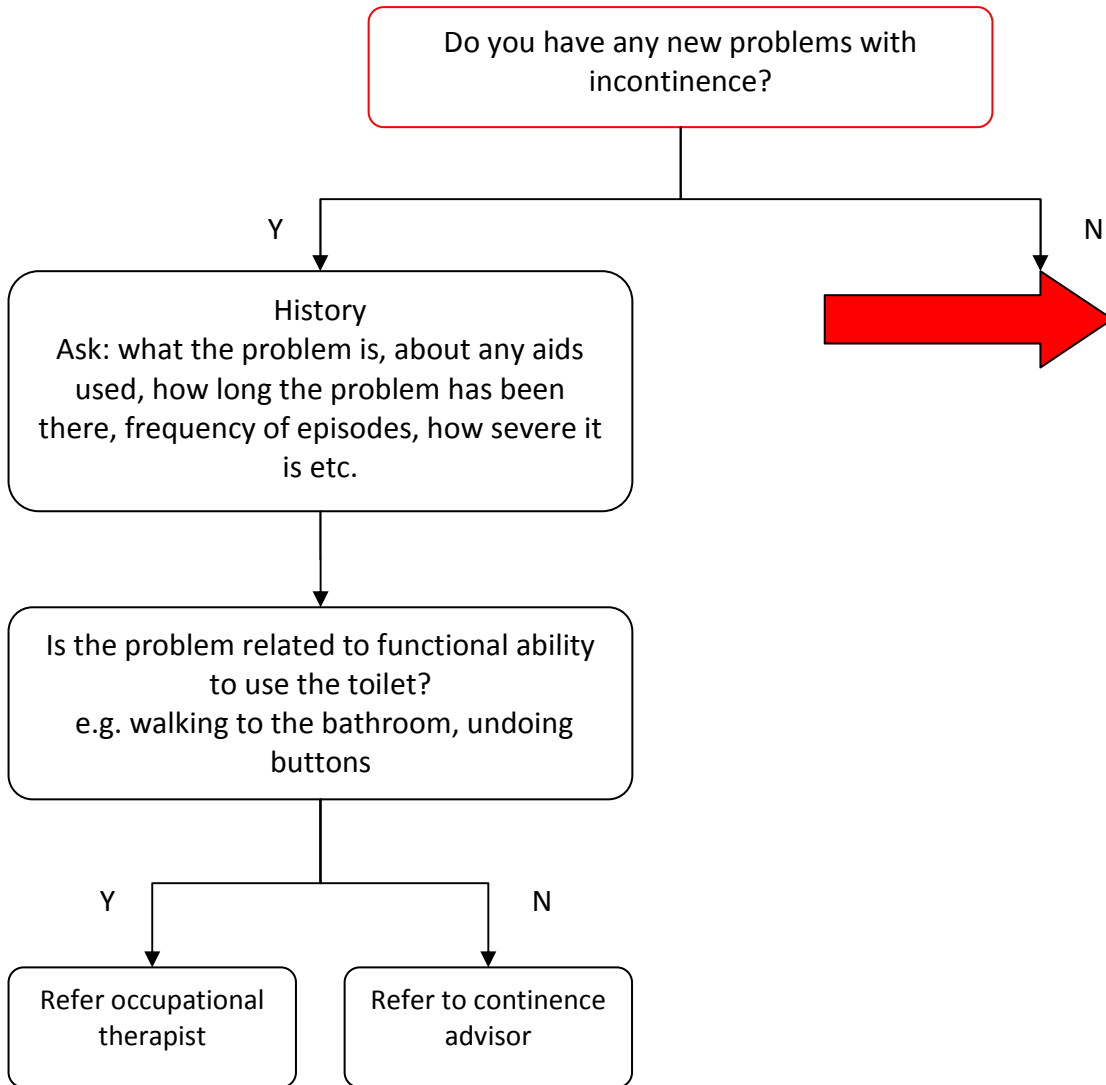 Do you have any new problems with
incontinence?
Y
N
History
Ask: what the problem is, about any aids
used, how long the problem has been
there, frequency of episodes, how severe it
is etc.
Is the problem related to functional ability
to use the toilet?
e.g. walking to the bathroom, undoing
buttons
Y
N
Refer occupational
therapist
Refer to continence
advisor